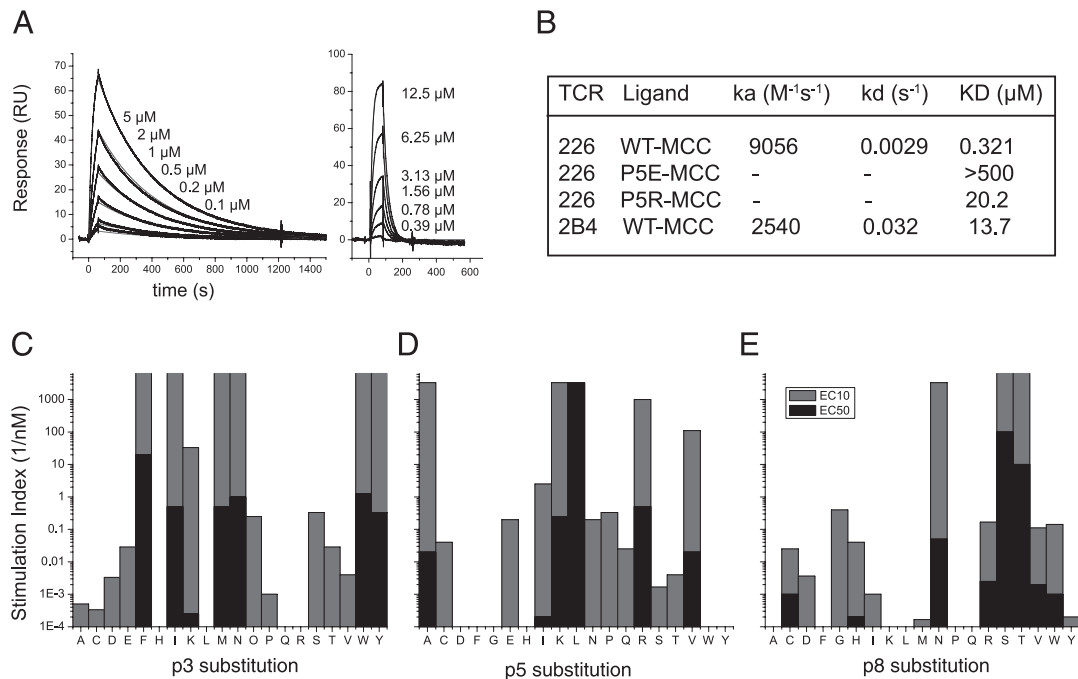 A
B
Response (RU)
70
60
50
40
30
20
10
0
5 µM
2 µM
1 µM
0.5 µM
0.2 µM
0.1 µM
0 200 400 600 800 1000 1200 1400
time (s)
100
80
60
40
20
0
12.5 µM
6.25 µM
3.13 µM
1.56 µM
0.78 µM
0.39 µM
0 200 400 600
TCR Ligand ka (M⁻¹s⁻¹) kd (s⁻¹) KD (µM)
226 WT-MCC 9056 0.0029 0.321
226 P5E-MCC - - >500
226 P5R-MCC - - 20.2
2B4 WT-MCC 2540 0.032 13.7
C
D
E
Stimulation Index (1/nM)
1000
100
10
1
0.1
0,01
1E-3
1E-4
A C D E F H I K L M N O P Q R S T V W Y
p3 substitution
A C D F G E H I K L N P Q R S T V W Y
p5 substitution
EC10
EC50
A C D F G H I K L M N P Q R S T V W Y
p8 substitution